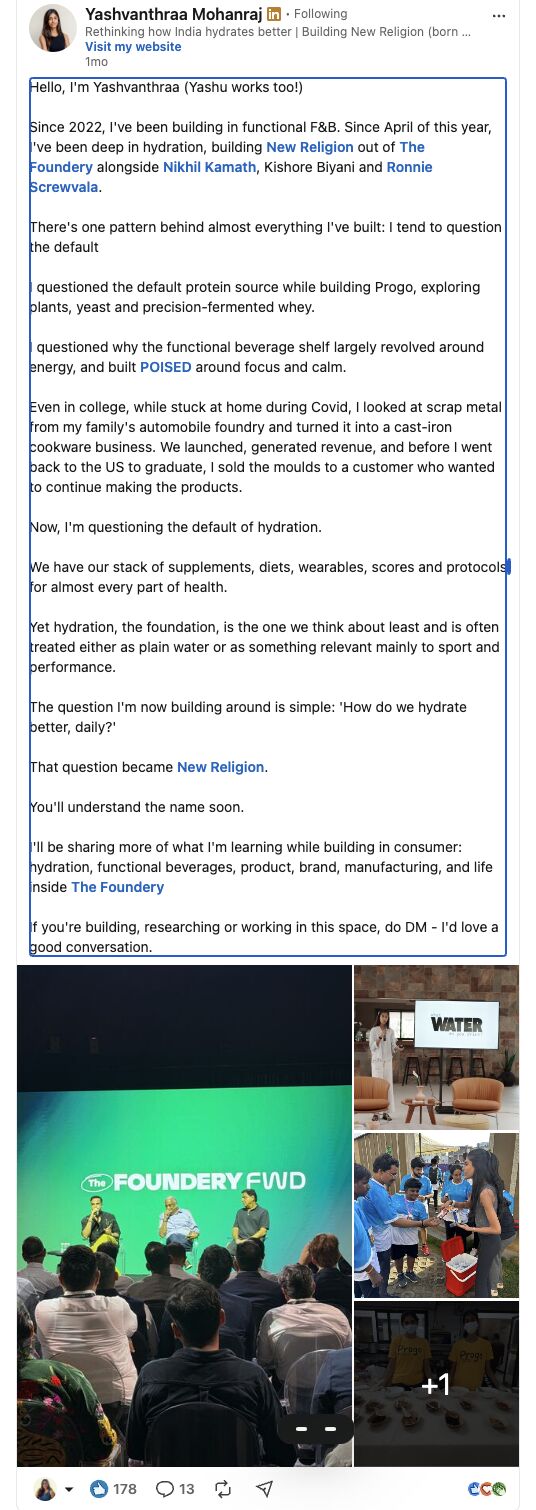 Yashvanthraa Mohanraj in · Following
Rethinking how India hydrates better | Building New Religion (born ...
Visit my website
1mo
Hello, I'm Yashvanthraa (Yashu works too!)
Since 2022, I've been building in functional F&B. Since April of this year,
I've been deep in hydration, building New Religion out of The
Foundery alongside Nikhil Kamath, Kishore Biyani and Ronnie
Screwvala.
There's one pattern behind almost everything I've built: I tend to question
the default
I questioned the default protein source while building Progo, exploring
plants, yeast and precision-fermented whey.
I questioned why the functional beverage shelf largely revolved around
energy, and built POISED around focus and calm.
Even in college, while stuck at home during Covid, I looked at scrap metal
from my family's automobile foundry and turned it into a cast-iron
cookware business. We launched, generated revenue, and before I went
back to the US to graduate, I sold the moulds to a customer who wanted
to continue making the products.
Now, I'm questioning the default of hydration.
We have our stack of supplements, diets, wearables, scores and protocols
for almost every part of health.
Yet hydration, the foundation, is the one we think about least and is often
treated either as plain water or as something relevant mainly to sport and
performance.
The question I'm now building around is simple: 'How do we hydrate
better, daily?'
That question became New Religion.
You'll understand the name soon.
I'll be sharing more of what I'm learning while building in consumer:
hydration, functional beverages, product, brand, manufacturing, and life
inside The Foundery
If you're building, researching or working in this space, do DM - I'd love a
good conversation.
The FOUNDERY FWD
WATER
Progo
Progo
+1
178
13